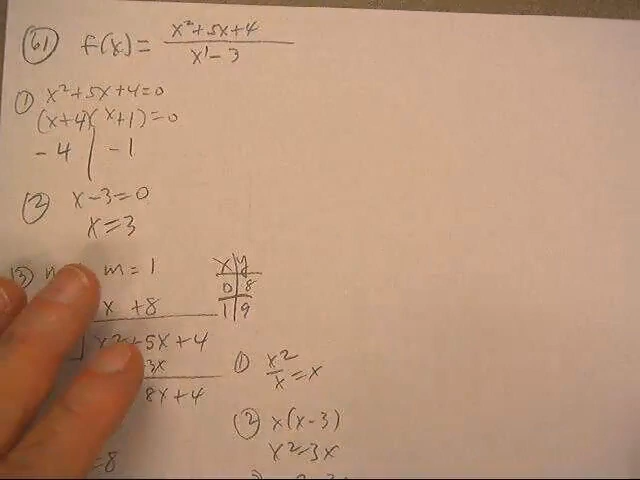 61 f(x) = x²+5x+4
x¹-3
① x²+5x+4=0
(x+4)(x+1)=0
-4 | -1
② x-3=0
x=3
③ m=1
x +8
x²+5x+4
3x
8x+4
=8
x | y
0 | 8
1 | 9
① x²/x = x
② x(x-3)
x²-3x